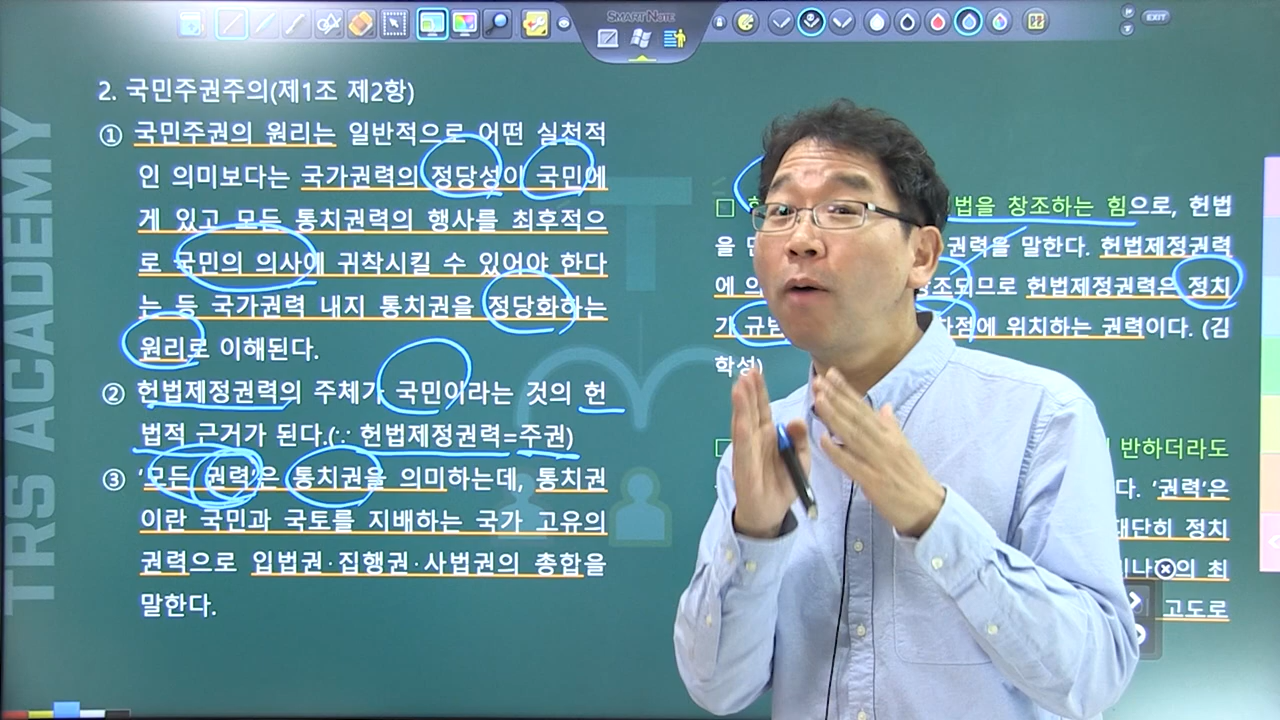 SMARTNOTE
EXIT
TRS ACADEMY
2. 국민주권주의(제1조 제2항)
① 국민주권의 원리는 일반적으로 어떤 실천적
인 의미보다는 국가권력의 정당성이 국민에
게 있고 모든 통치권력의 행사를 최후적으
로 국민의 의사에 귀착시킬 수 있어야 한다
는 등 국가권력 내지 통치권을 정당화하는
원리로 이해된다.
② 헌법제정권력의 주체가 국민이라는 것의 헌
법적 근거가 된다.(∵ 헌법제정권력=주권)
③ ‘모든 권력’은 통치권을 의미하는데, 통치권
이란 국민과 국토를 지배하는 국가 고유의
권력으로 입법권·집행권·사법권의 총합을
말한다.
법을 창조하는 힘으로, 헌법
을 권력을 말한다. 헌법제정권력
에 조되므로 헌법제정권력은 정치
가 규범 점에 위치하는 권력이다. (김
학성)
반하더라도
다. ‘권력’은
대단히 정치
의 최
고도로